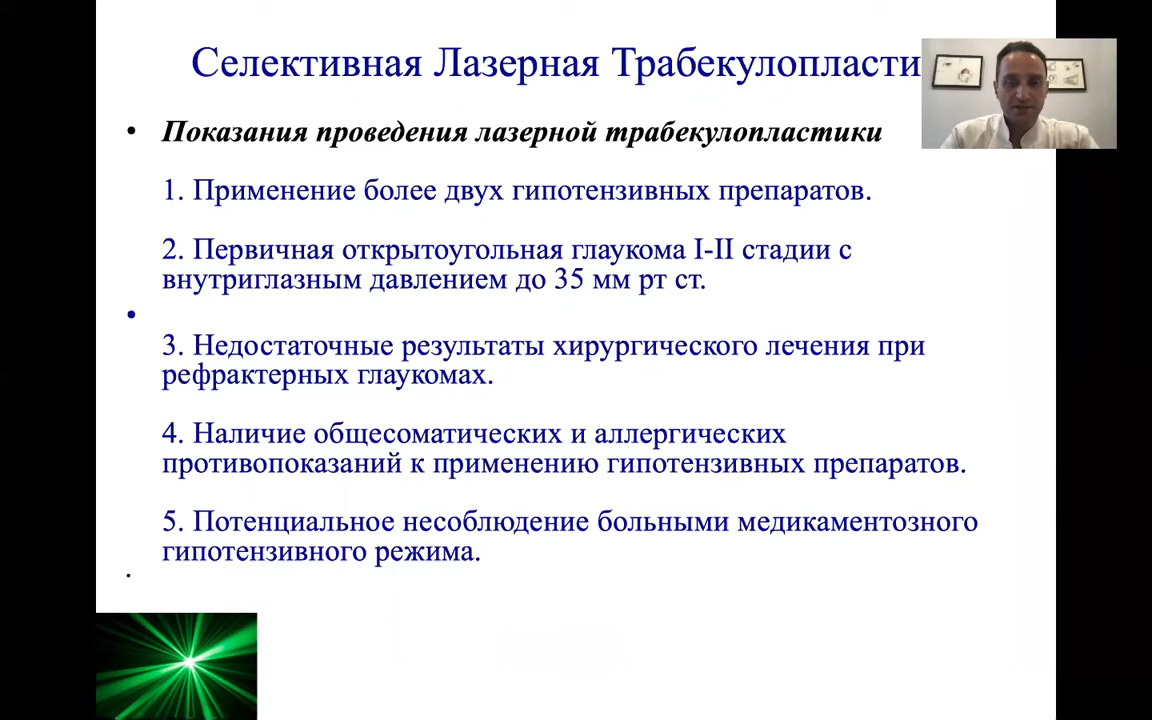 Селективная Лазерная Трабекулопласти
• Показания проведения лазерной трабекулопластики
1. Применение более двух гипотензивных препаратов.
2. Первичная открытоугольная глаукома I-II стадии с
внутриглазным давлением до 35 мм рт ст.
•
3. Недостаточные результаты хирургического лечения при
рефрактерных глаукомах.
4. Наличие общесоматических и аллергических
противопоказаний к применению гипотензивных препаратов.
5. Потенциальное несоблюдение больными медикаментозного
гипотензивного режима.
.